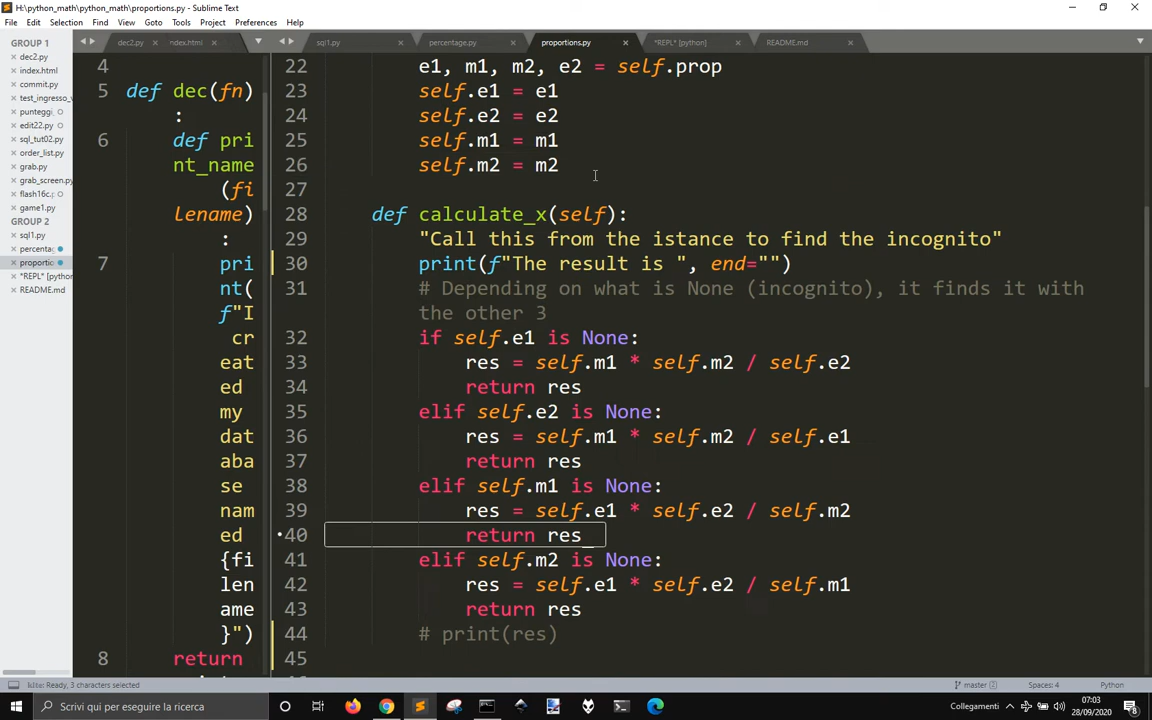 H:\python_math\python_math\proportions.py - Sublime Text
File Edit Selection Find View Goto Tools Project Preferences Help
GROUP 1
dec2.py
index.html
commit.py
test_ingresso_v
puntegg
edit22.py
sql_tut02.py
order_list.py
grab.py
grab_screen.py
flash16c.py
game1.py
GROUP 2
sql1.py
percenta
proportio
*REPL* [python
README.md
dec2.py ndex.html
4
5 def dec(fn)
:
6 def pri
nt_name
(fi
lename)
:
7 pri
nt(
f"I
cr
eat
ed
my
dat
aba
se
nam
ed
{fi
len
ame
}")
8 return
sql1.py percentage.py proportions.py *REPL* [python] README.md
22 e1, m1, m2, e2 = self.prop
23 self.e1 = e1
24 self.e2 = e2
25 self.m1 = m1
26 self.m2 = m2
27
28 def calculate_x(self):
29 "Call this from the istance to find the incognito"
30 print(f"The result is ", end="")
31 # Depending on what is None (incognito), it finds it with
the other 3
32 if self.e1 is None:
33 res = self.m1 * self.m2 / self.e2
34 return res
35 elif self.e2 is None:
36 res = self.m1 * self.m2 / self.e1
37 return res
38 elif self.m1 is None:
39 res = self.e1 * self.e2 / self.m2
40 return res
41 elif self.m2 is None:
42 res = self.e1 * self.e2 / self.m1
43 return res
44 # print(res)
45
klite: Ready, 3 characters selected
master 2 Spaces: 4 Python
Scrivi qui per eseguire la ricerca
Collegamenti
07:03
28/09/2020